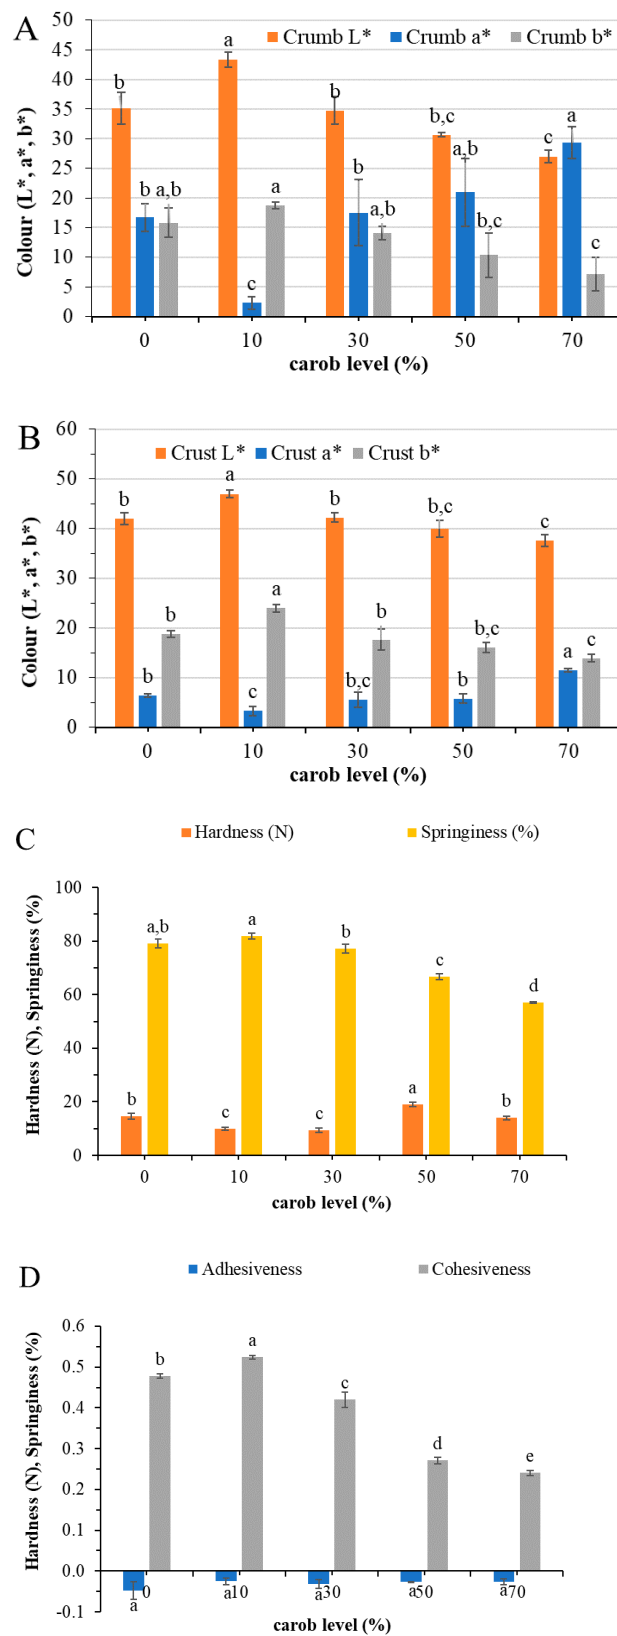 A
Crumb L* Crumb a* Crumb b*
Colour (L*, a*, b*)
50
45
40
35
30
25
20
15
10
5
0
b b a,b
a c a
b b a,b
b,c a,b b,c
c a c
0 10 30 50 70
carob level (%)
B
Crust L* Crust a* Crust b*
Colour (L*, a*, b*)
60
50
40
30
20
10
0
b b b
a c a
b b,c b
b,c b b,c
c a c
0 10 30 50 70
carob level (%)
C
Hardness (N) Springiness (%)
Hardness (N), Springiness (%)
100
80
60
40
20
0
b a,b
c a
c b
a c
b d
0 10 30 50 70
carob level (%)
D
Adhesiveness Cohesiveness
Hardness (N), Springiness (%)
0.6
0.5
0.4
0.3
0.2
0.1
0.0
-0.1
b a c d e
a a a a a
0 10 30 50 70
carob level (%)